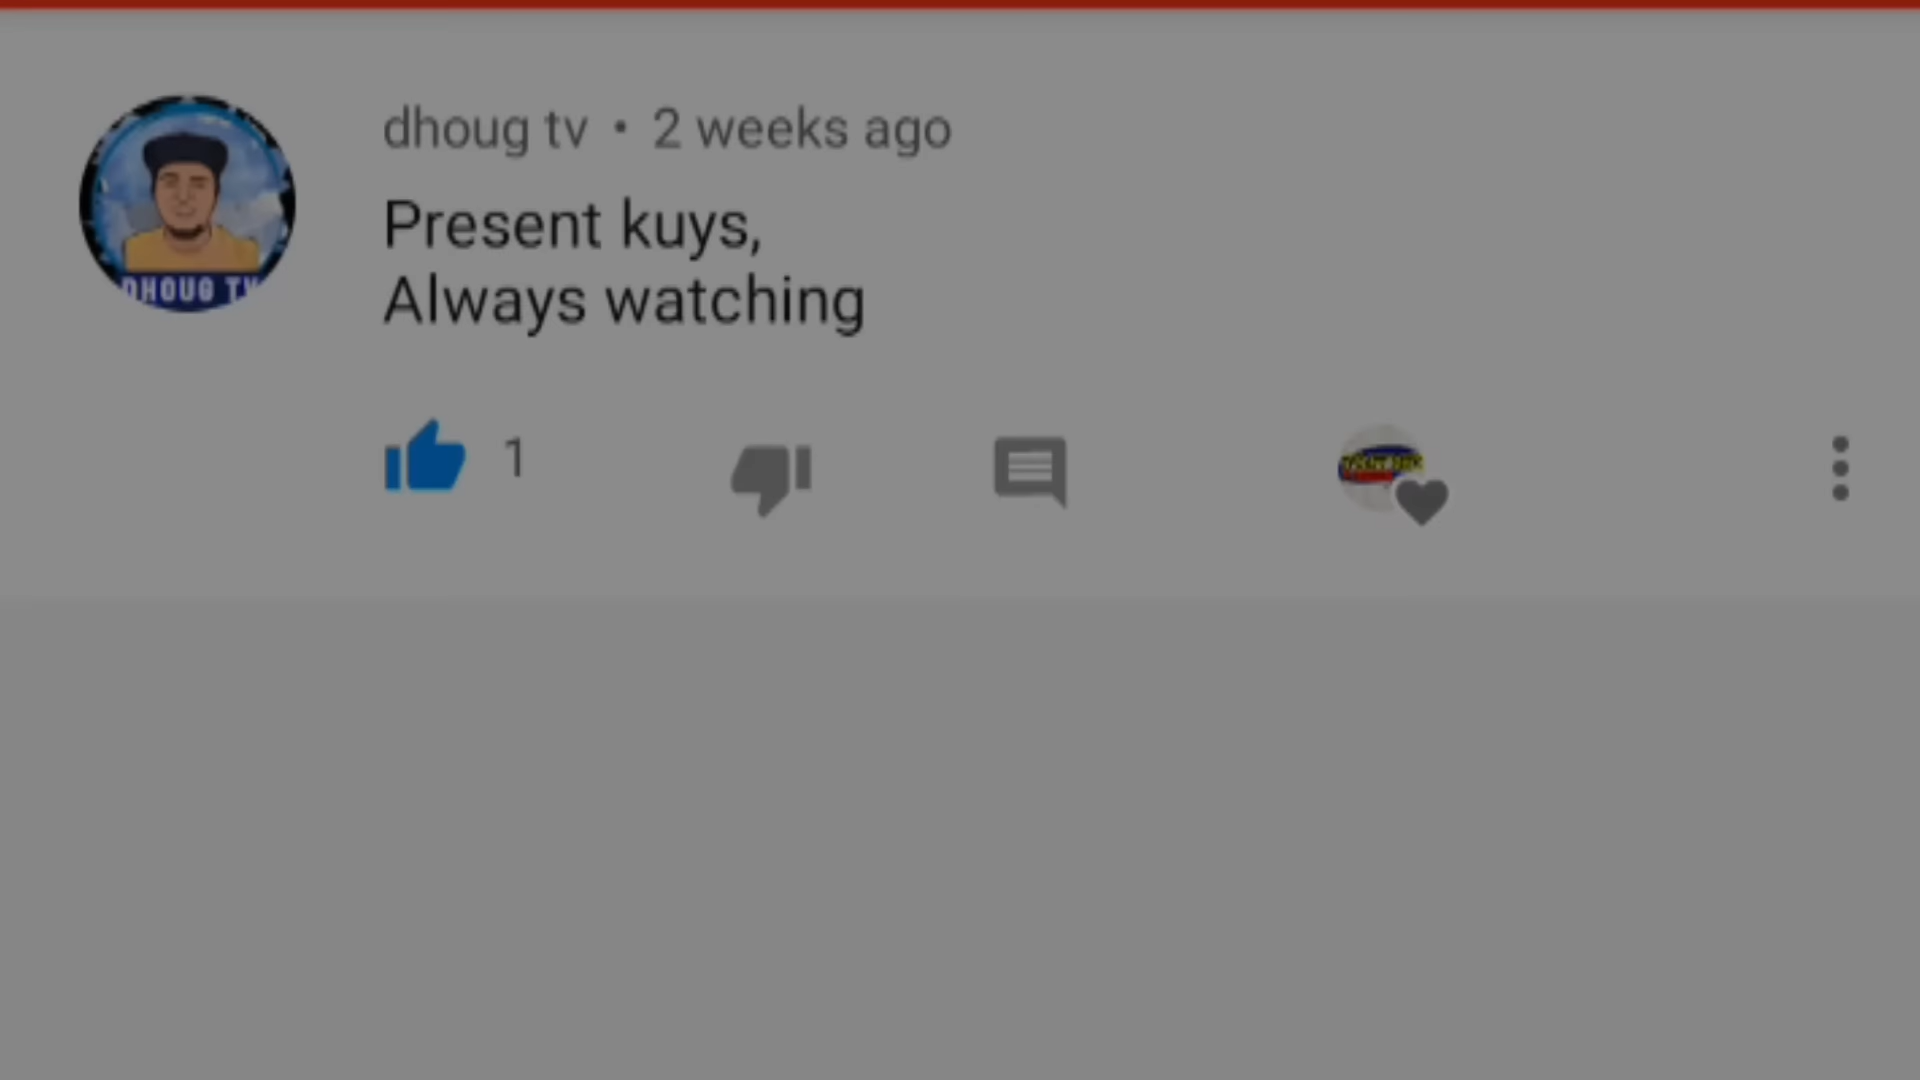 dhoug tv • 2 weeks ago
Present kuys,
Always watching
DHOUG TV
1